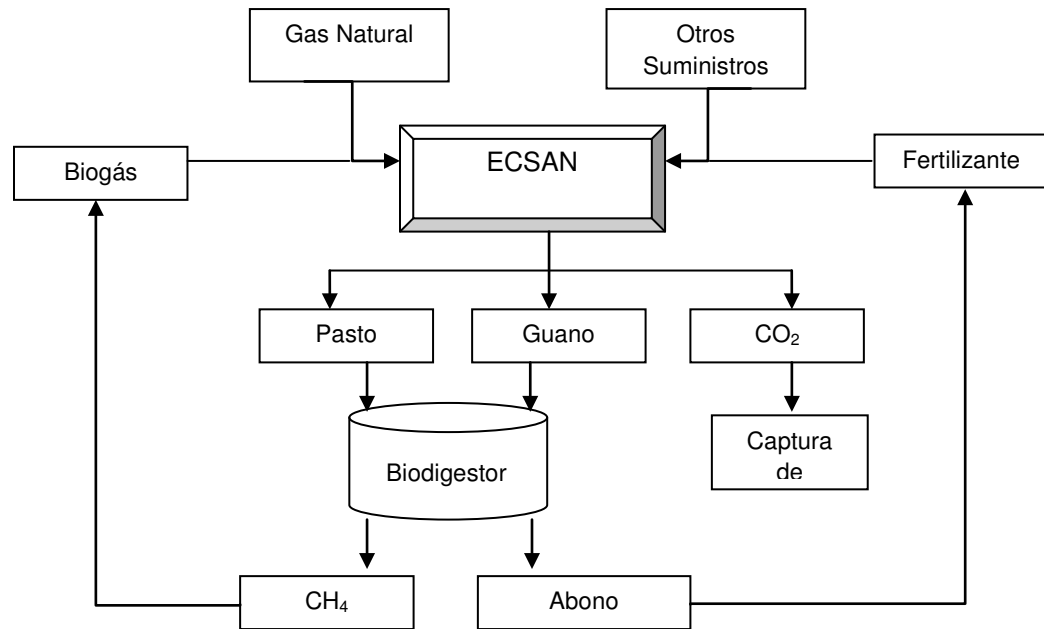 Gas Natural
Otros
Suministros
ECSAN
Biogás
Fertilizante
Pasto
Guano
CO₂
Captura
de
Biodigestor
CH₄
Abono